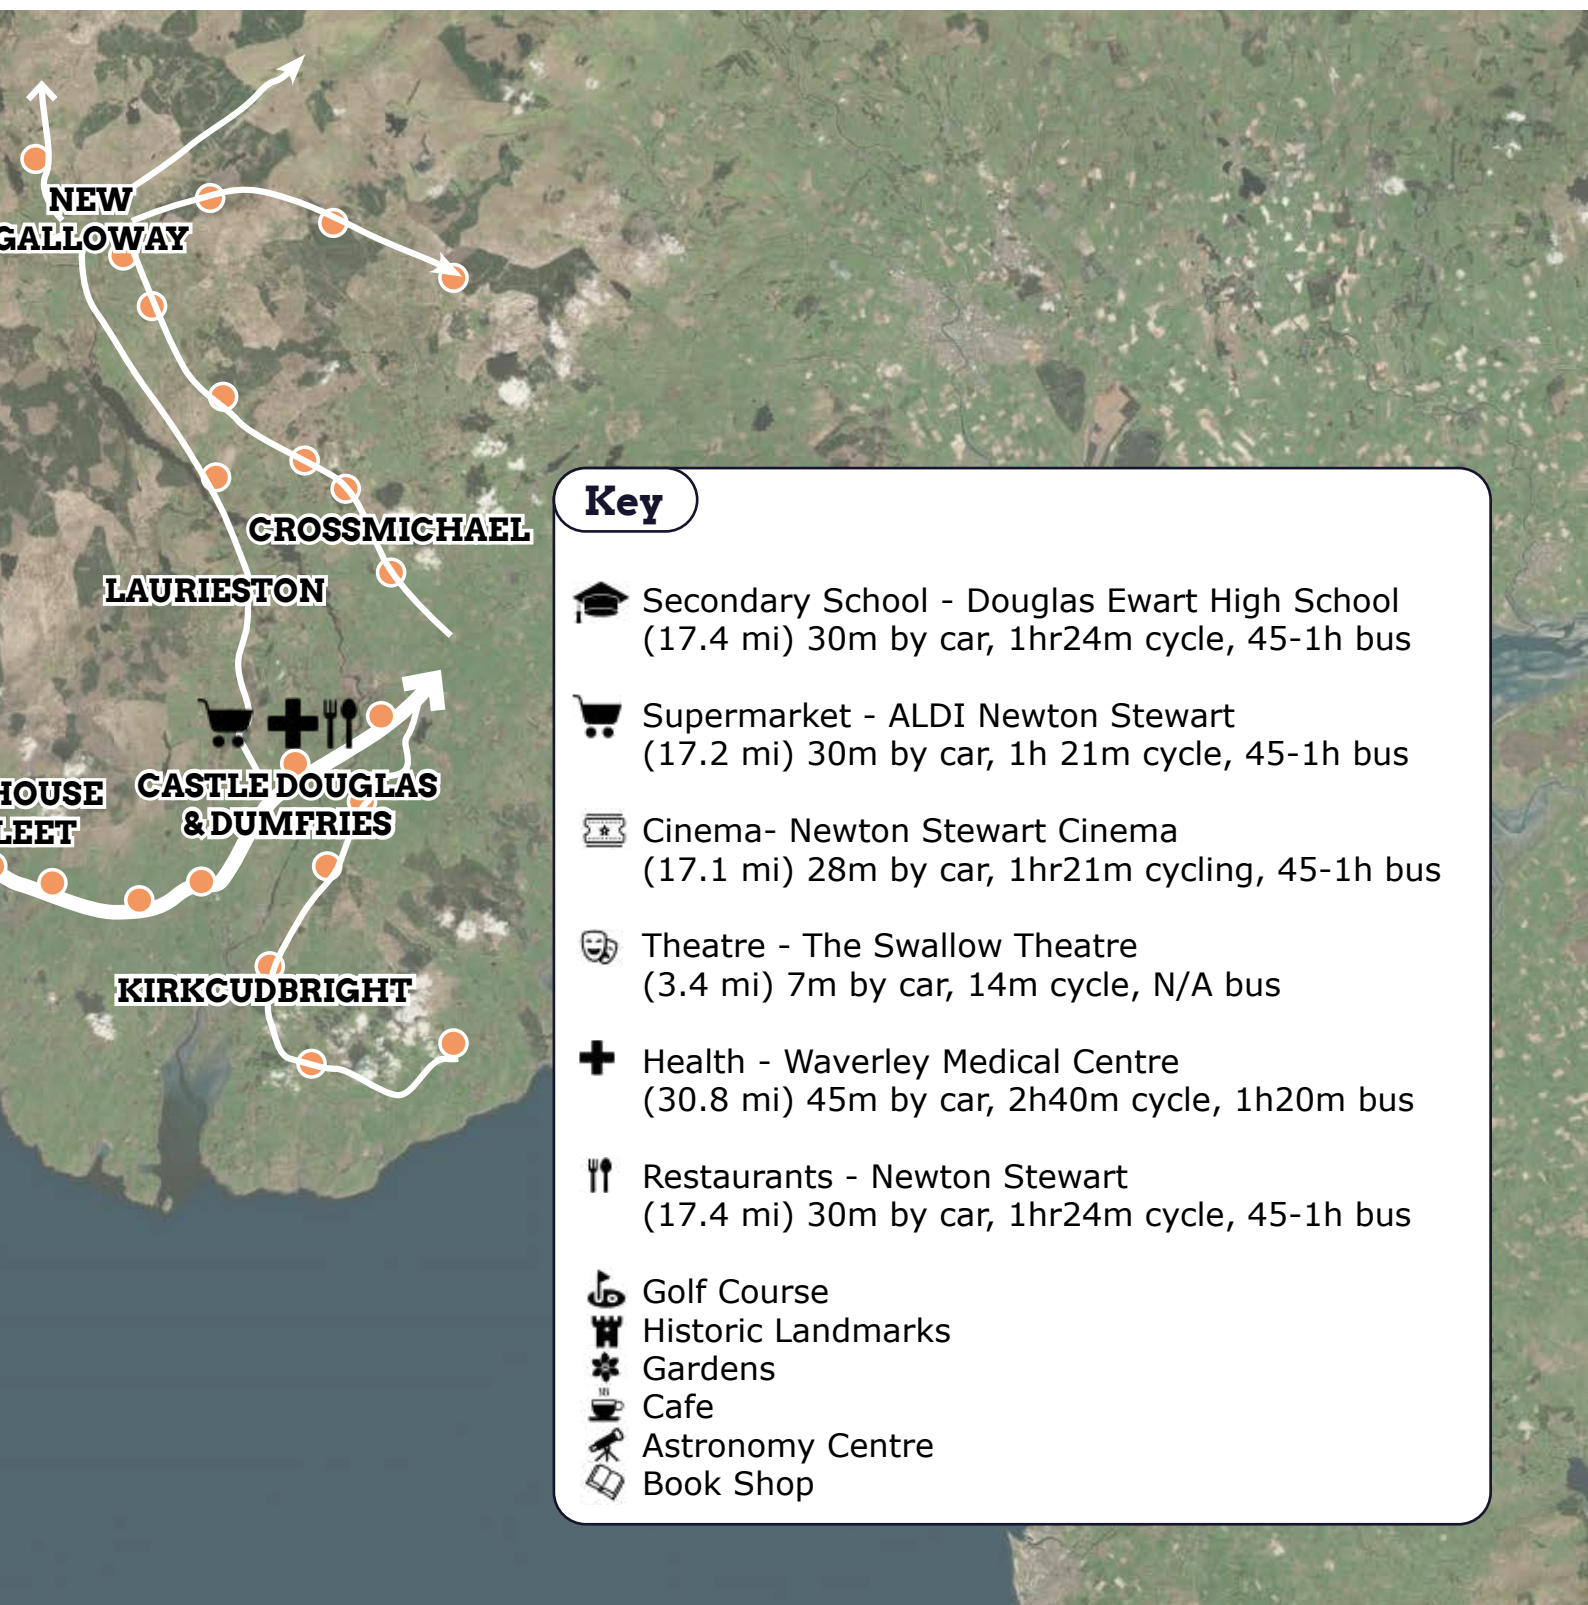 NEW
GALLOWAY
CROSSMICHAEL
LAURIESTON
CASTLE DOUGLAS
& DUMFRIES
HOUSE
LEET
KIRKCUDBRIGHT
Key
Secondary School - Douglas Ewart High School
(17.4 mi) 30m by car, 1hr24m cycle, 45-1h bus
Supermarket - ALDI Newton Stewart
(17.2 mi) 30m by car, 1h 21m cycle, 45-1h bus
Cinema- Newton Stewart Cinema
(17.1 mi) 28m by car, 1hr21m cycling, 45-1h bus
Theatre - The Swallow Theatre
(3.4 mi) 7m by car, 14m cycle, N/A bus
Health - Waverley Medical Centre
(30.8 mi) 45m by car, 2h40m cycle, 1h20m bus
Restaurants - Newton Stewart
(17.4 mi) 30m by car, 1hr24m cycle, 45-1h bus
Golf Course
Historic Landmarks
Gardens
Cafe
Astronomy Centre
Book Shop